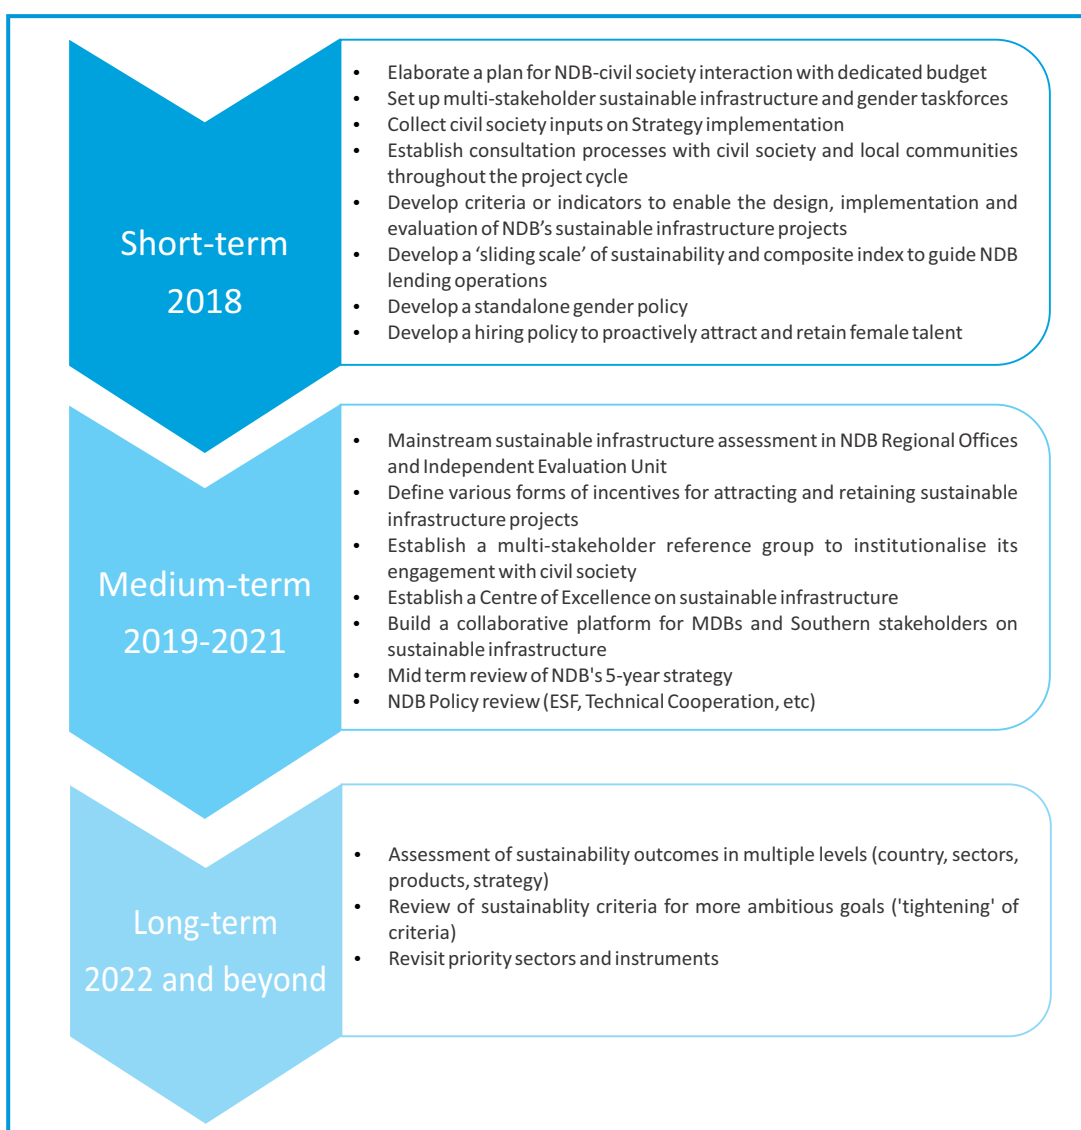 Short-term
2018
• Elaborate a plan for NDB-civil society interaction with dedicated budget
• Set up multi-stakeholder sustainable infrastructure and gender taskforces
• Collect civil society inputs on Strategy implementation
• Establish consultation processes with civil society and local communities
throughout the project cycle
• Develop criteria or indicators to enable the design, implementation and
evaluation of NDB's sustainable infrastructure projects
• Develop a ‘sliding scale’ of sustainability and composite index to guide NDB
lending operations
• Develop a standalone gender policy
• Develop a hiring policy to proactively attract and retain female talent
Medium-term
2019-2021
• Mainstream sustainable infrastructure assessment in NDB Regional Offices
and Independent Evaluation Unit
• Define various forms of incentives for attracting and retaining sustainable
infrastructure projects
• Establish a multi-stakeholder reference group to institutionalise its
engagement with civil society
• Establish a Centre of Excellence on sustainable infrastructure
• Build a collaborative platform for MDBs and Southern stakeholders on
sustainable infrastructure
• Mid term review of NDB's 5-year strategy
• NDB Policy review (ESF, Technical Cooperation, etc)
Long-term
2022 and beyond
• Assessment of sustainability outcomes in multiple levels (country, sectors,
products, strategy)
• Review of sustainablity criteria for more ambitious goals ('tightening' of
criteria)
• Revisit priority sectors and instruments